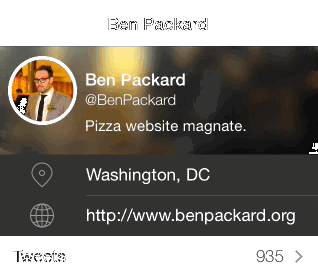 Ben Packard
Ben Packard
@BenPackard
Pizza website magnate.
Washington, DC
http://www.benpackard.org
Tweets 935